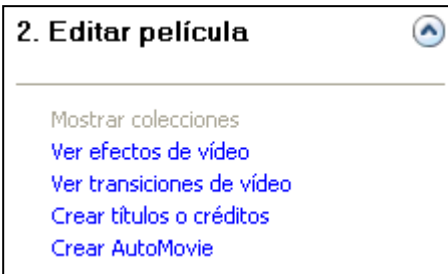 2. Editar película
Mostrar colecciones
Ver efectos de vídeo
Ver transiciones de vídeo
Crear títulos o créditos
Crear AutoMovie